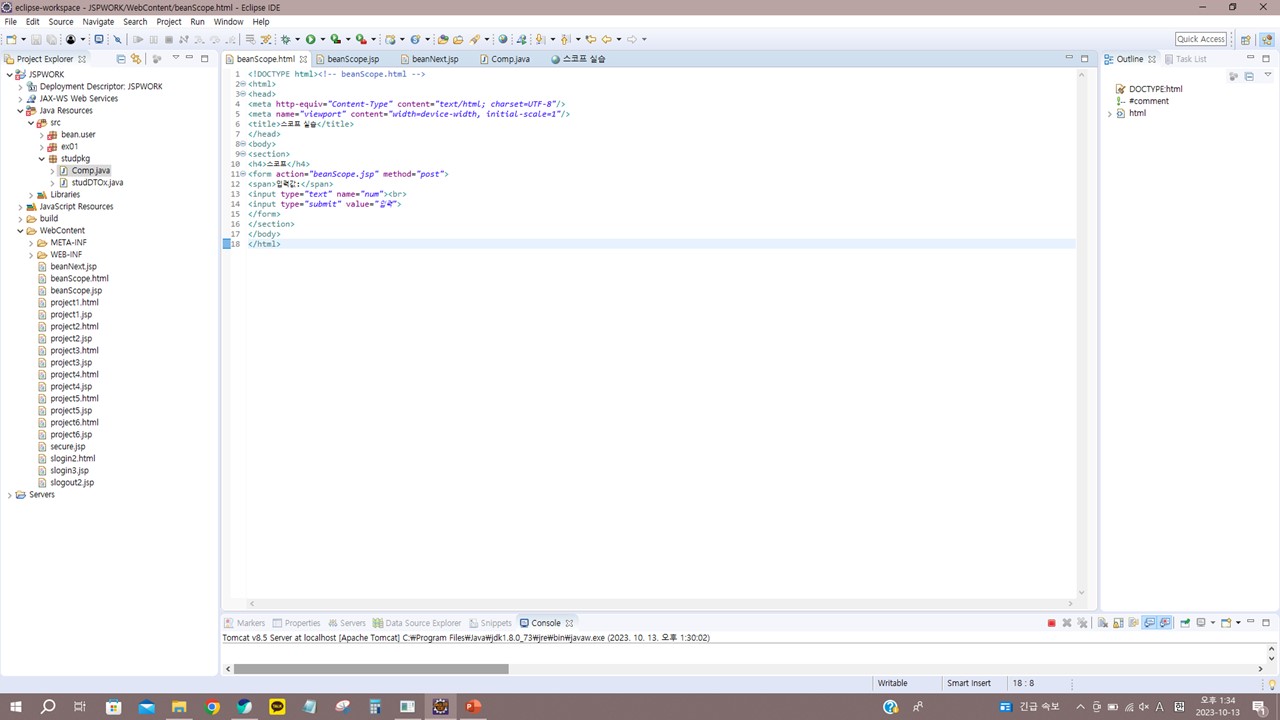 eclipse-workspace - JSPWORK/WebContent/beanScope.html - Eclipse IDE
File Edit Source Navigate Search Project Run Window Help
Quick Access
Project Explorer
JSPWORK
Deployment Descriptor: JSPWORK
JAX-WS Web Services
Java Resources
src
bean.user
ex01
studpkg
Comp.java
studDTOx.java
Libraries
JavaScript Resources
build
WebContent
META-INF
WEB-INF
beanNext.jsp
beanScope.html
beanScope.jsp
project1.html
project1.jsp
project2.html
project2.jsp
project3.html
project3.jsp
project4.html
project4.jsp
project5.html
project5.jsp
project6.html
project6.jsp
secure.jsp
slogin2.html
slogin3.jsp
slogout2.jsp
Servers
beanScope.html beanScope.jsp beanNext.jsp Comp.java 스코프 실습
1 <!DOCTYPE html><!-- beanScope.html -->
2 <html>
3 <head>
4 <meta http-equiv="Content-Type" content="text/html; charset=UTF-8"/>
5 <meta name="viewport" content="width=device-width, initial-scale=1"/>
6 <title>스코프 실습</title>
7 </head>
8 <body>
9 <section>
10 <h4>스코프</h4>
11 <form action="beanScope.jsp" method="post">
12 <span>입력값:</span>
13 <input type="text" name="num"><br>
14 <input type="submit" value="입력">
15 </form>
16 </section>
17 </body>
18 </html>
Outline Task List
DOCTYPE:html
#comment
html
Markers Properties Servers Data Source Explorer Snippets Console
Tomcat v8.5 Server at localhost [Apache Tomcat] C:₩Program Files₩Java₩jdk1.8.0_73₩jre₩bin₩javaw.exe (2023. 10. 13. 오후 1:30:02)
Writable Smart Insert 18 : 8
TALK
긴급 속보 A 오후 1:34
2023-10-13
1